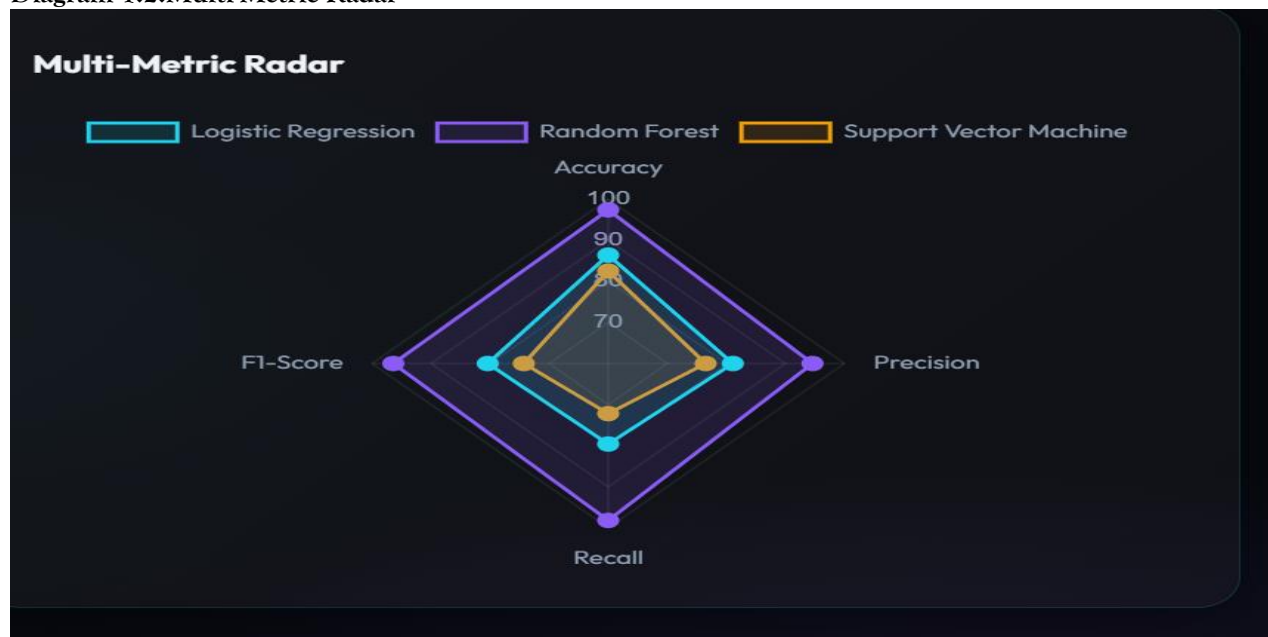 Diagram 1.2:Multi Metric Radar
Multi-Metric Radar
Logistic Regression Random Forest Support Vector Machine
Accuracy
100
90
80
70
F1-Score Precision
Recall